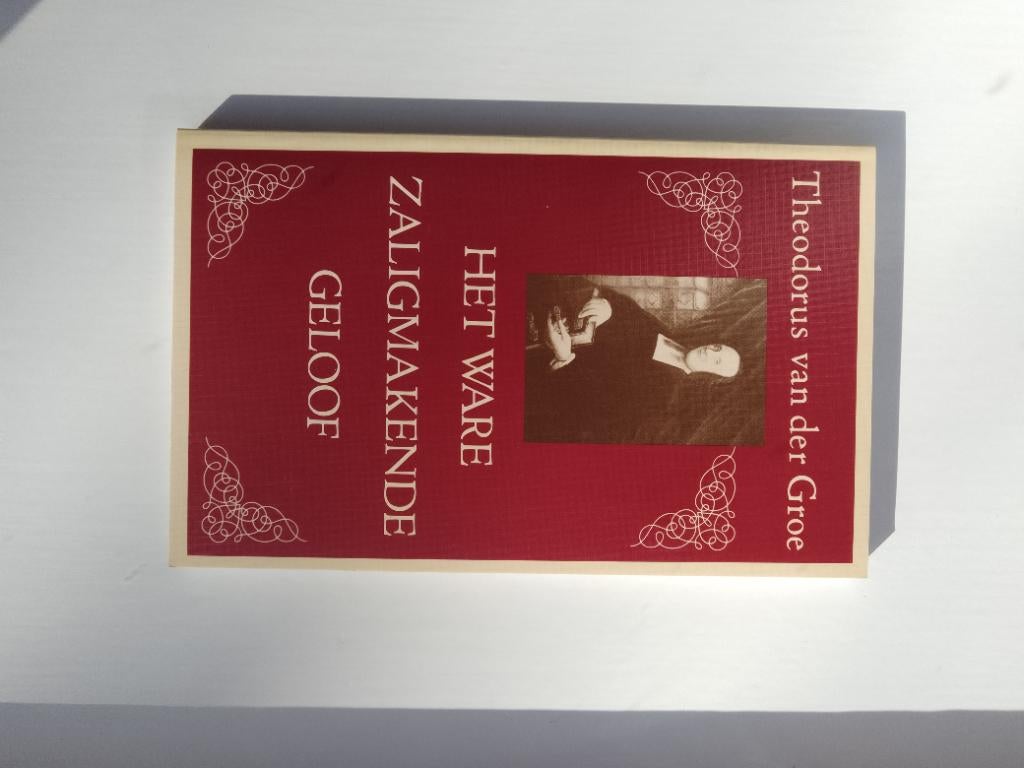 Theodorus van der Groe
HET WARE
ZALIGMAKENDE
GELOOF